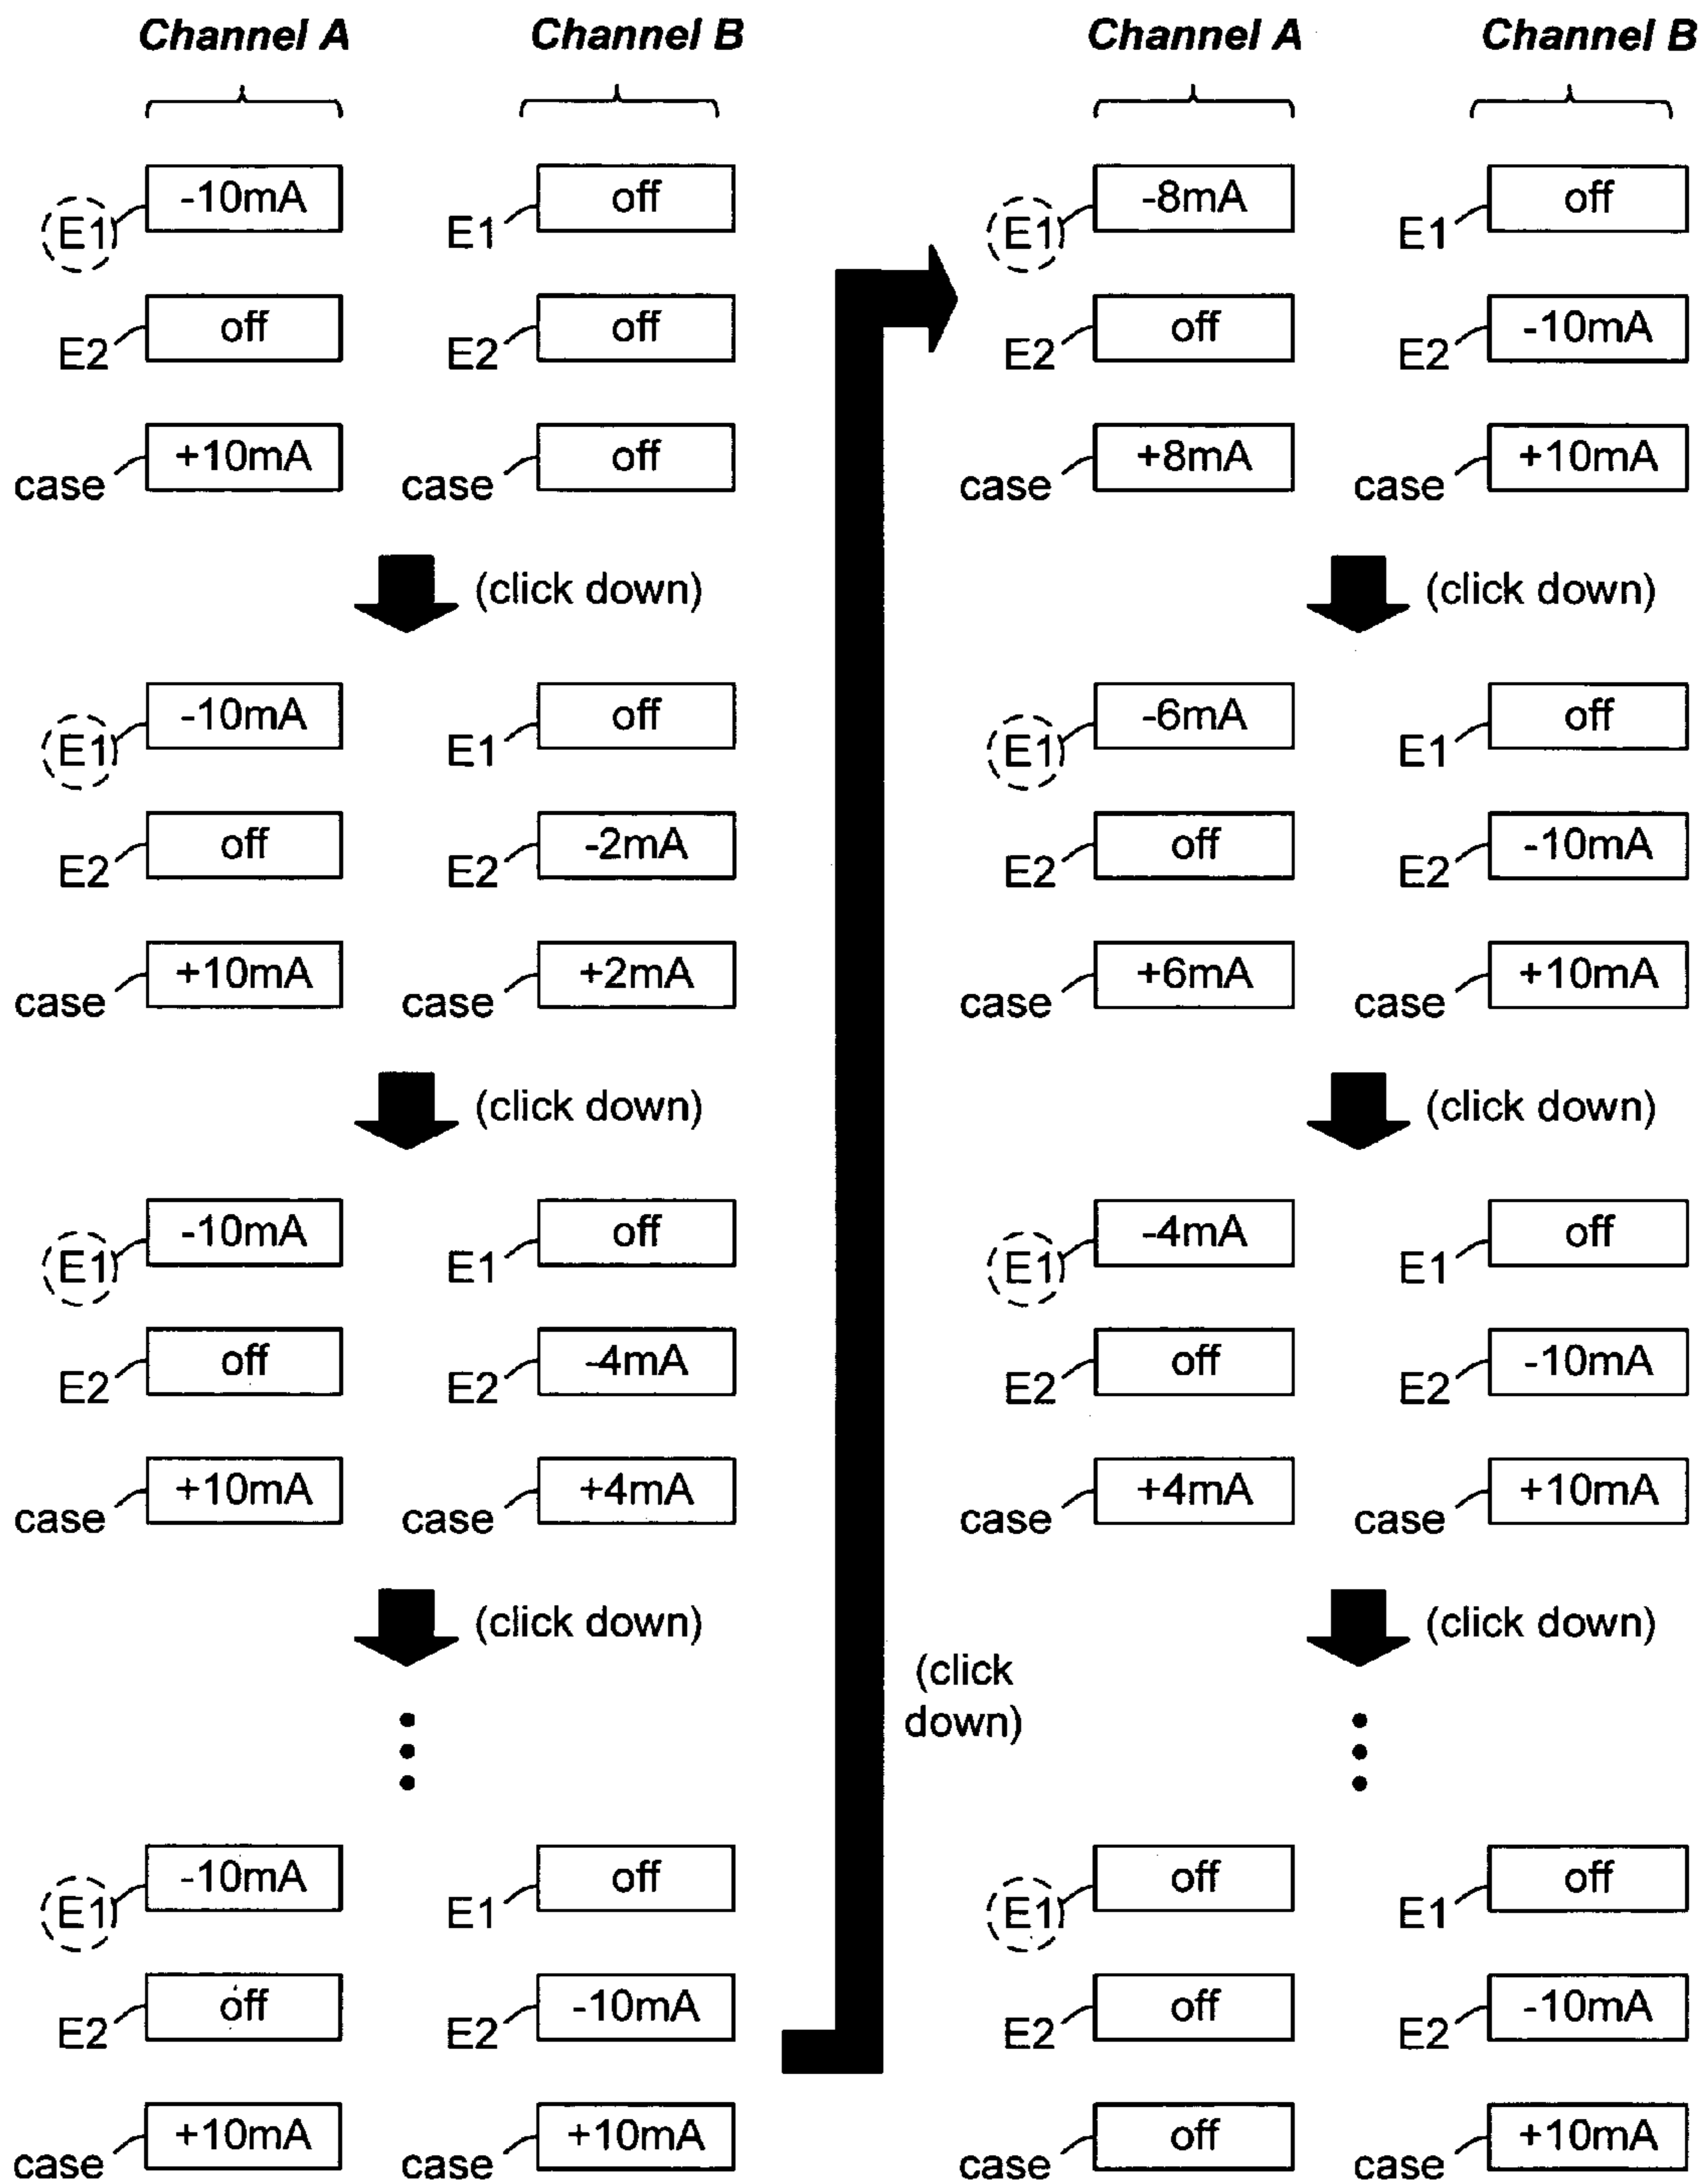 Channel A Channel B
E1 -10mA E1 off
E2 off E2 off
case +10mA case off
(click down)
E1 -10mA E1 off
E2 off E2 -2mA
case +10mA case +2mA
(click down)
E1 -10mA E1 off
E2 off E2 -4mA
case +10mA case +4mA
(click down)
E1 -10mA E1 off
E2 off E2 -10mA
case +10mA case +10mA
(click
down)
Channel A Channel B
E1 -8mA E1 off
E2 off E2 -10mA
case +8mA case +10mA
(click down)
E1 -6mA E1 off
E2 off E2 -10mA
case +6mA case +10mA
(click down)
E1 -4mA E1 off
E2 off E2 -10mA
case +4mA case +10mA
(click down)
E1 off E1 off
E2 off E2 -10mA
case off case +10mA